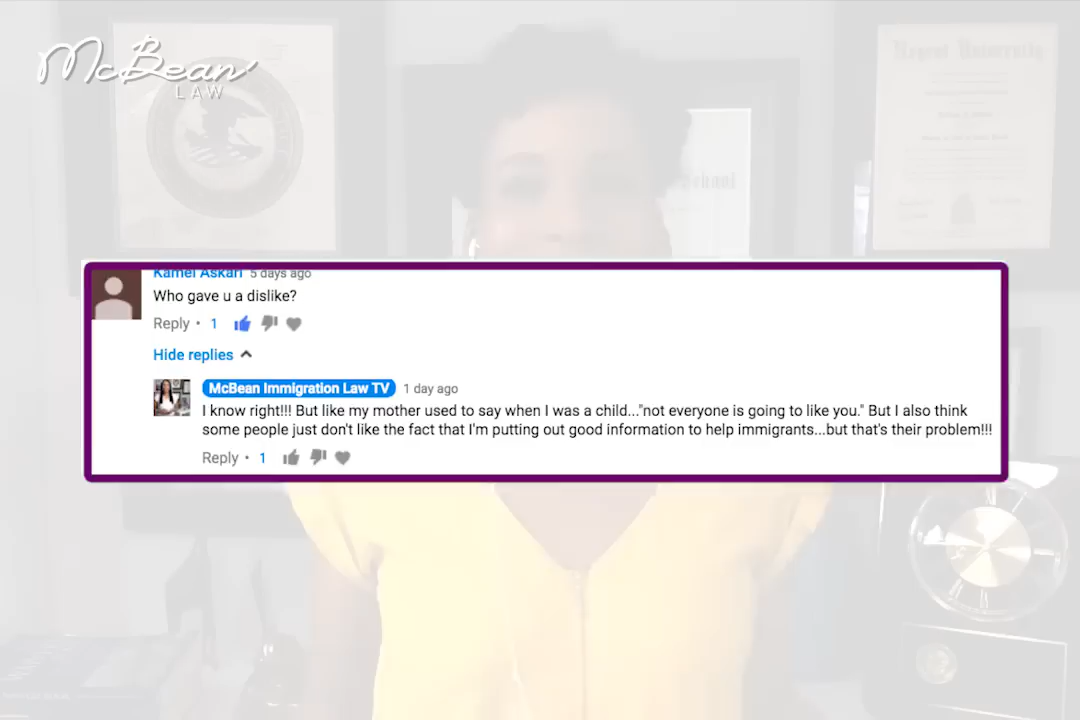 McBean
LAW
Regent University
School
Kamel Askari 5 days ago
Who gave u a dislike?
Reply • 1
Hide replies
McBean Immigration Law TV 1 day ago
I know right!!! But like my mother used to say when I was a child..."not everyone is going to like you." But I also think
some people just don't like the fact that I'm putting out good information to help immigrants...but that's their problem!!!
Reply • 1